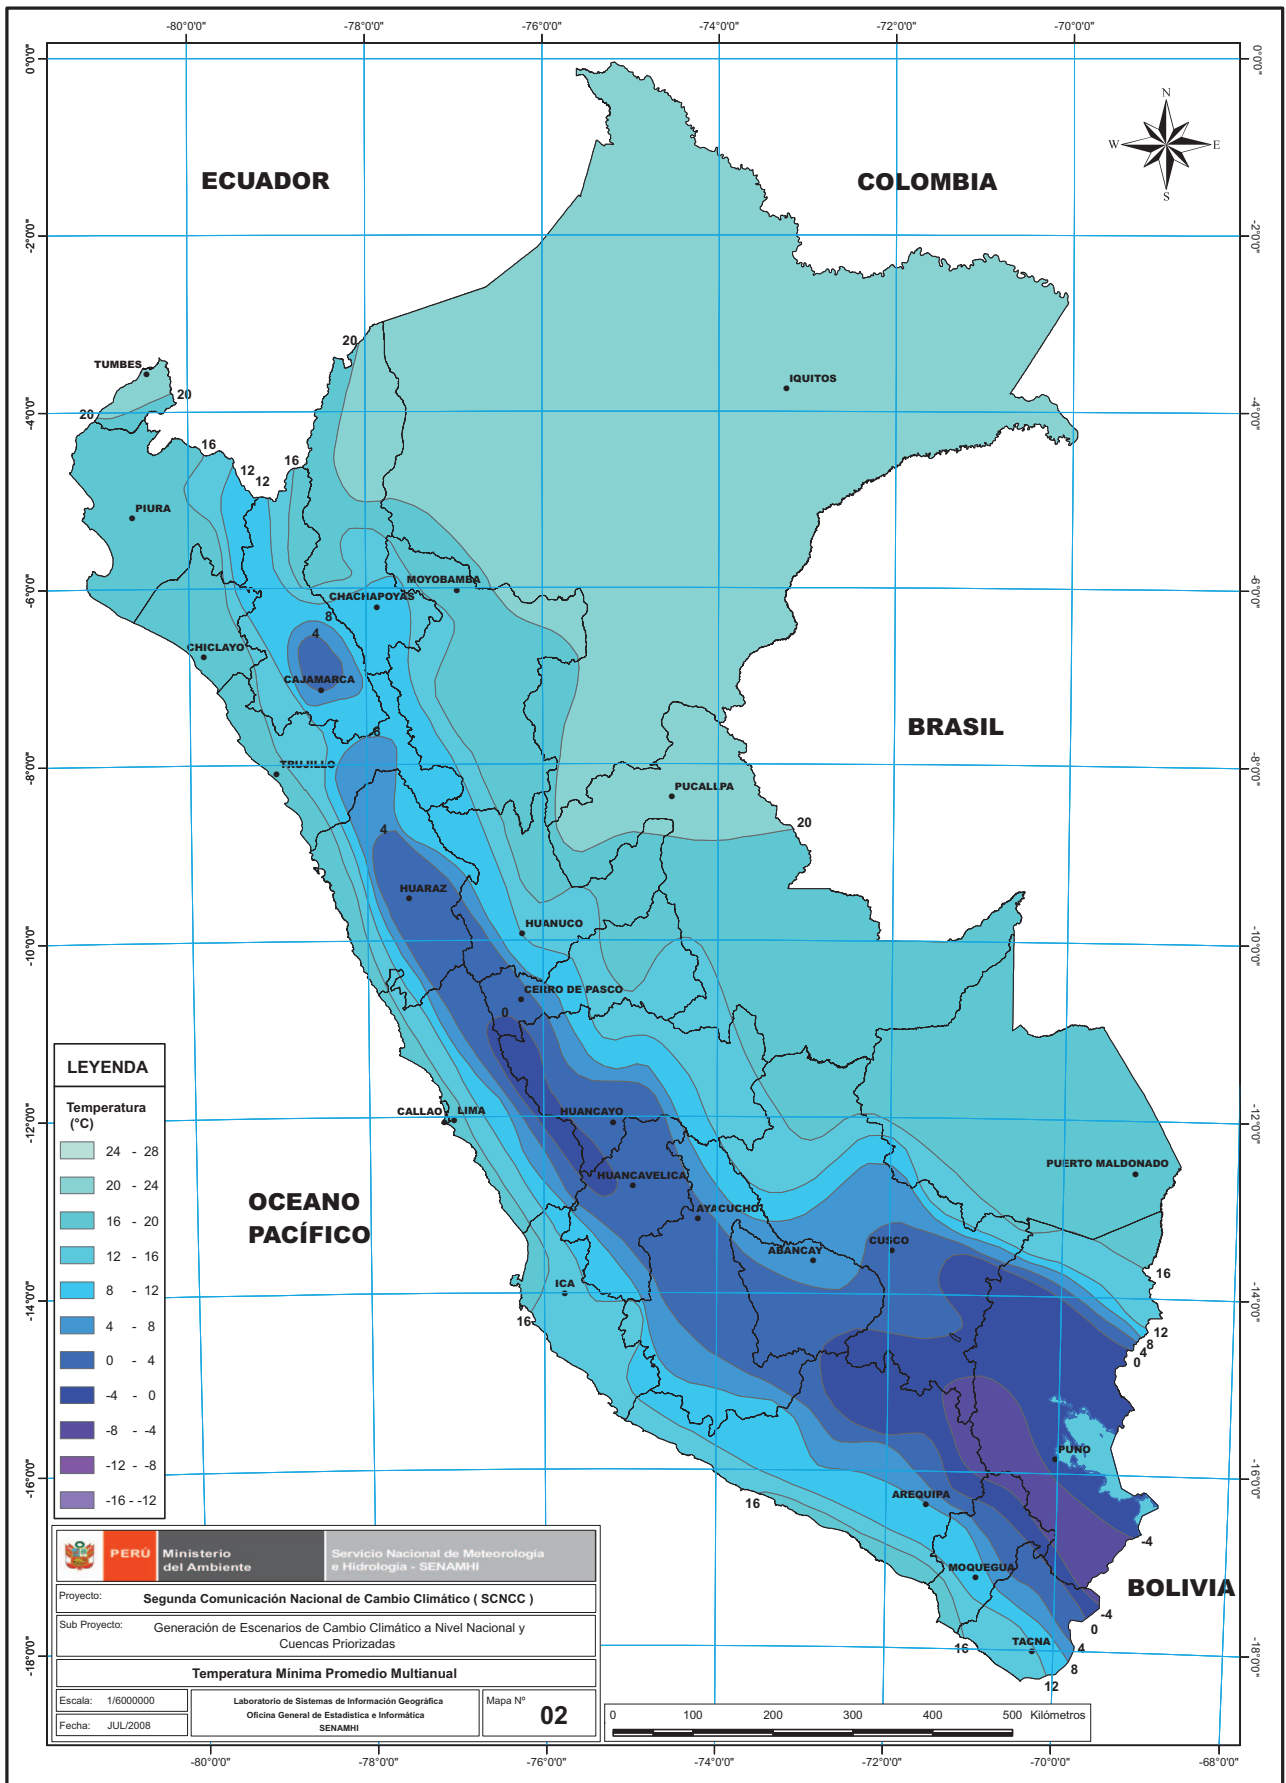 -80°0'0" -78°0'0" -76°0'0" -74°0'0" -72°0'0" -70°0'0"
0°0'0" 0°0'0"
N
W E
S
ECUADOR COLOMBIA
-2°0'0" -2°0'0"
20
TUMBES
IQUITOS
20
20
-4°0'0" -4°0'0"
16
12
12
16
PIURA
MOYOBAMBA
-6°0'0" -6°0'0"
CHACHAPOYAS
8
4
CHICLAYO
CAJAMARCA
BRASIL
8
TRUJILLO
-8°0'0" -8°0'0"
PUCALLPA
20
4
HUARAZ
HUANUCO
-10°0'0" -10°0'0"
CERRO DE PASCO
0
LEYENDA
Temperatura
(°C)
24 - 28
20 - 24
16 - 20
12 - 16
8 - 12
4 - 8
0 - 4
-4 - 0
-8 - -4
-12 - -8
-16 - -12
CALLAO LIMA
HUANCAYO
-12°0'0" -12°0'0"
PUERTO MALDONADO
HUANCAVELICA
OCEANO
PACÍFICO
AYACUCHO
CUSCO
ABANCAY
16
ICA
-14°0'0" -14°0'0"
16
12
8
4
0
PUNO
-16°0'0" -16°0'0"
AREQUIPA
16
-4
MOQUEGUA
BOLIVIA
-4
0
TACNA
16
4
8
12
-18°0'0" -18°0'0"
PERÚ
Ministerio
del Ambiente
Servicio Nacional de Meteorología
e Hidrología - SENAMHI
Proyecto: Segunda Comunicación Nacional de Cambio Climático ( SCNCC )
Sub Proyecto: Generación de Escenarios de Cambio Climático a Nivel Nacional y
Cuencas Priorizadas
Temperatura Mínima Promedio Multianual
Escala: 1/6000000
Fecha: JUL/2008
Laboratorio de Sistemas de Información Geográfica
Oficina General de Estadistica e Informática
SENAMHI
Mapa Nº
02
0 100 200 300 400 500 Kilómetros
-80°0'0" -78°0'0" -76°0'0" -74°0'0" -72°0'0" -70°0'0" -68°0'0"